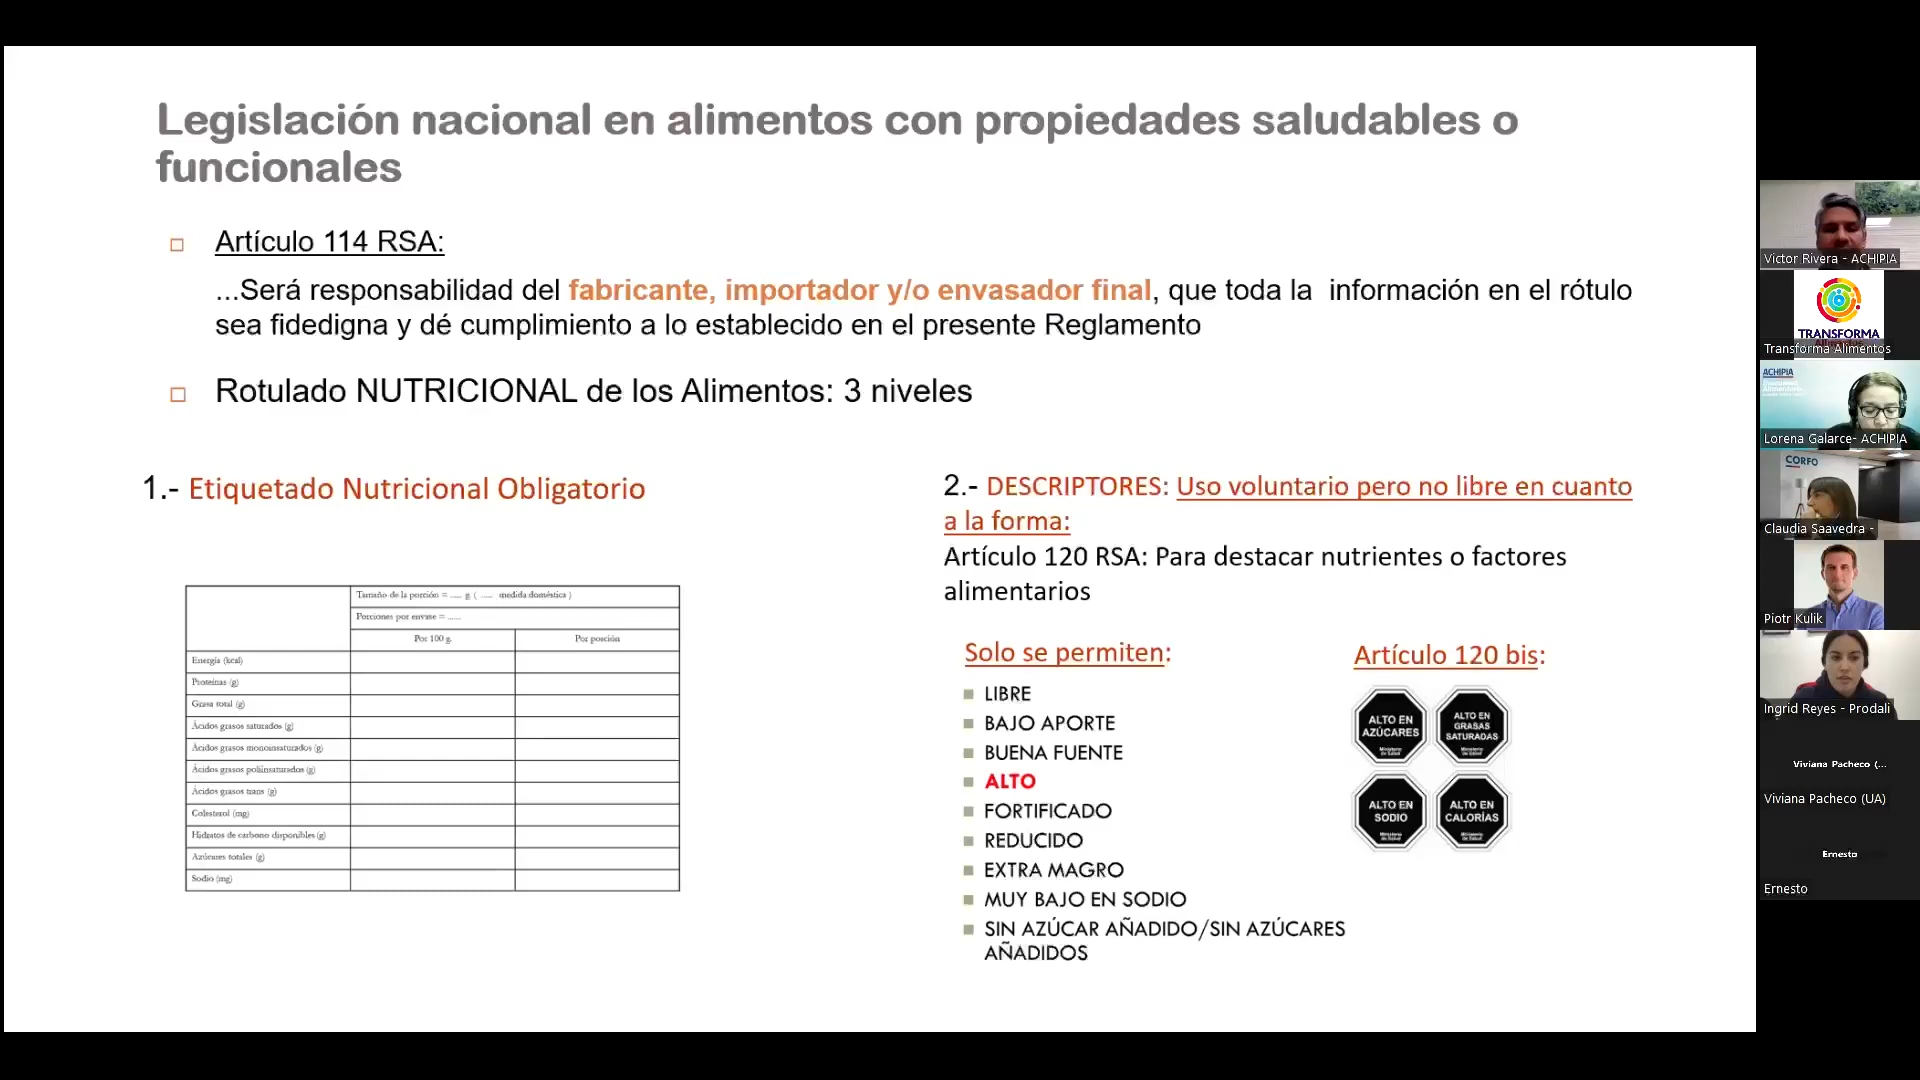 Legislación nacional en alimentos con propiedades saludables o
funcionales
Artículo 114 RSA:
...Será responsabilidad del fabricante, importador y/o envasador final, que toda la información en el rótulo
sea fidedigna y dé cumplimiento a lo establecido en el presente Reglamento
Rotulado NUTRICIONAL de los Alimentos: 3 niveles
1.- Etiquetado Nutricional Obligatorio
Tamaño de la porción = ..... g ( ..... medida doméstica )
Porciones por envase = ......
Por 100 g. Por porción
Energía (kcal)
Proteínas (g)
Grasa total (g)
Ácidos grasos saturados (g)
Ácidos grasos monoinsaturados (g)
Ácidos grasos poliinsaturados (g)
Ácidos grasos trans (g)
Colesterol (mg)
Hidratos de carbono disponibles (g)
Azúcares totales (g)
Sodio (mg)
2.- DESCRIPTORES: Uso voluntario pero no libre en cuanto
a la forma:
Artículo 120 RSA: Para destacar nutrientes o factores
alimentarios
Solo se permiten:
LIBRE
BAJO APORTE
BUENA FUENTE
ALTO
FORTIFICADO
REDUCIDO
EXTRA MAGRO
MUY BAJO EN SODIO
SIN AZÚCAR AÑADIDO/SIN AZÚCARES
AÑADIDOS
Artículo 120 bis:
ALTO EN
AZÚCARES
Ministerio
de Salud
ALTO EN
GRASAS
SATURADAS
Ministerio
de Salud
ALTO EN
SODIO
Ministerio
de Salud
ALTO EN
CALORÍAS
Ministerio
de Salud
Victor Rivera - ACHIPIA
TRANSFORMA
Transforma Alimentos
ACHIPIA
Lorena Galarce- ACHIPIA
CORFO
Claudia Saavedra -
Piotr Kulik
Ingrid Reyes - Prodali
Viviana Pacheco (...
Viviana Pacheco (UA)
Ernesto
Ernesto